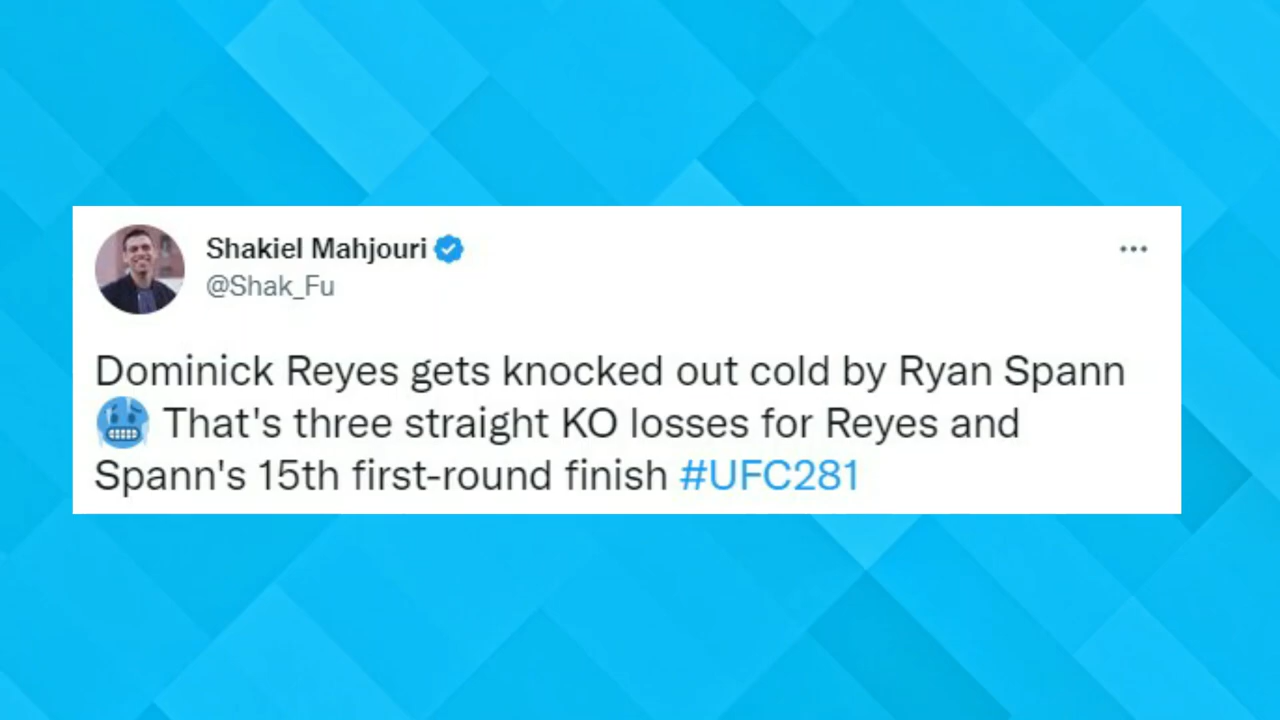 Shakiel Mahjouri
@Shak_Fu
Dominick Reyes gets knocked out cold by Ryan Spann
🥶 That's three straight KO losses for Reyes and
Spann's 15th first-round finish #UFC281